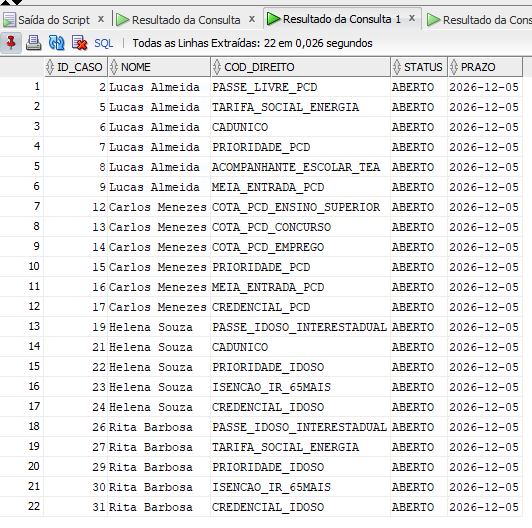 Saída do Script × Resultado da Consulta × Resultado da Consulta 1 × Resultado da Con
SQL | Todas as Linhas Extraídas: 22 em 0,026 segundos
ID_CASO NOME COD_DIREITO STATUS PRAZO
1 2 Lucas Almeida PASSE_LIVRE_PCD ABERTO 2026-12-05
2 5 Lucas Almeida TARIFA_SOCIAL_ENERGIA ABERTO 2026-12-05
3 6 Lucas Almeida CADUNICO ABERTO 2026-12-05
4 7 Lucas Almeida PRIORIDADE_PCD ABERTO 2026-12-05
5 8 Lucas Almeida ACOMPANHANTE_ESCOLAR_TEA ABERTO 2026-12-05
6 9 Lucas Almeida MEIA_ENTRADA_PCD ABERTO 2026-12-05
7 12 Carlos Menezes COTA_PCD_ENSINO_SUPERIOR ABERTO 2026-12-05
8 13 Carlos Menezes COTA_PCD_CONCURSO ABERTO 2026-12-05
9 14 Carlos Menezes COTA_PCD_EMPREGO ABERTO 2026-12-05
10 15 Carlos Menezes PRIORIDADE_PCD ABERTO 2026-12-05
11 16 Carlos Menezes MEIA_ENTRADA_PCD ABERTO 2026-12-05
12 17 Carlos Menezes CREDENCIAL_PCD ABERTO 2026-12-05
13 19 Helena Souza PASSE_IDOSO_INTERESTADUAL ABERTO 2026-12-05
14 21 Helena Souza CADUNICO ABERTO 2026-12-05
15 22 Helena Souza PRIORIDADE_IDOSO ABERTO 2026-12-05
16 23 Helena Souza ISENCAO_IR_65MAIS ABERTO 2026-12-05
17 24 Helena Souza CREDENCIAL_IDOSO ABERTO 2026-12-05
18 26 Rita Barbosa PASSE_IDOSO_INTERESTADUAL ABERTO 2026-12-05
19 27 Rita Barbosa TARIFA_SOCIAL_ENERGIA ABERTO 2026-12-05
20 29 Rita Barbosa PRIORIDADE_IDOSO ABERTO 2026-12-05
21 30 Rita Barbosa ISENCAO_IR_65MAIS ABERTO 2026-12-05
22 31 Rita Barbosa CREDENCIAL_IDOSO ABERTO 2026-12-05